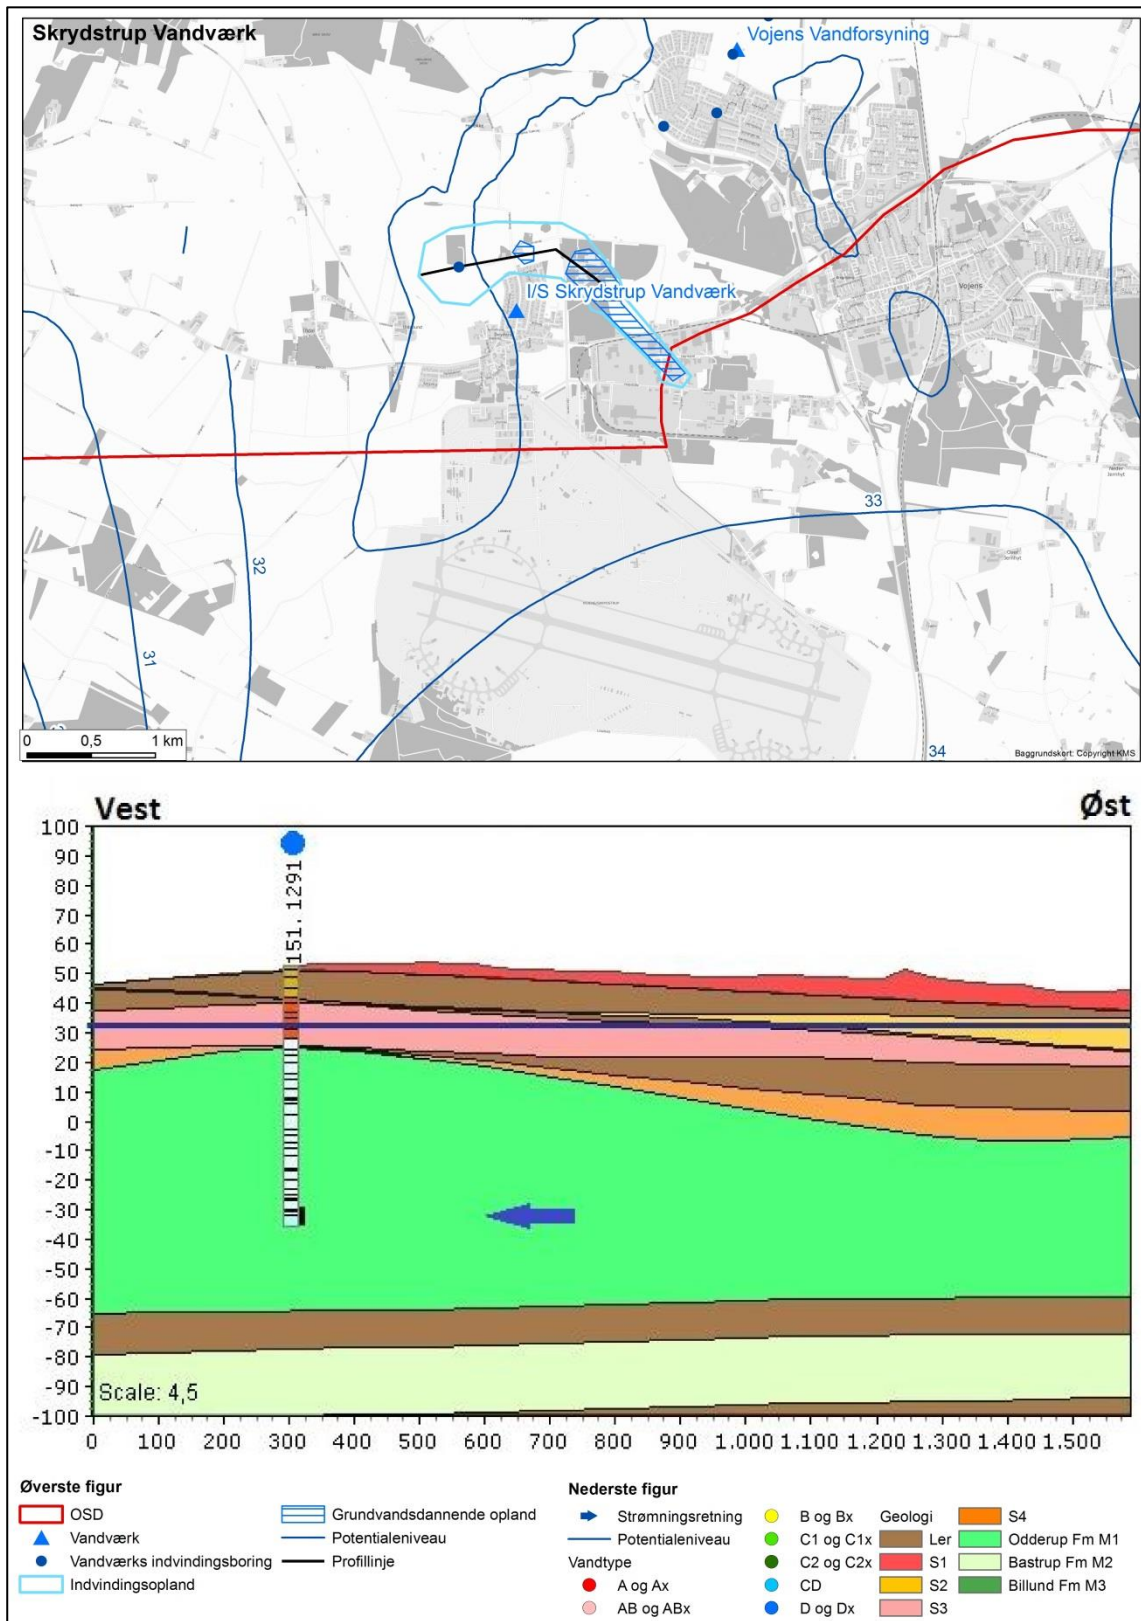 Skrydstrup Vandværk
Vojens Vandforsyning
I/S Skrydstrup Vandværk
Vojens
33
32
31
34
0 0,5 1 km
Baggrundskort: Copyright KMS
Vest Øst
151.1291
100
90
80
70
60
50
40
30
20
10
0
-10
-20
-30
-40
-50
-60
-70
-80
-90
-100
Scale: 4,5
0 100 200 300 400 500 600 700 800 900 1.000 1.100 1.200 1.300 1.400 1.500
Øverste figur
OSD
Vandværk
Vandværks indvindingsboring
Indvindingsopland
Grundvandsdannende opland
Potentialeniveau
Profillinje
Nederste figur
Strømningsretning
Potentialeniveau
Vandtype
A og Ax
AB og ABx
B og Bx
C1 og C1x
C2 og C2x
CD
D og Dx
Geologi
Ler
S1
S2
S3
S4
Odderup Fm M1
Bastrup Fm M2
Billund Fm M3